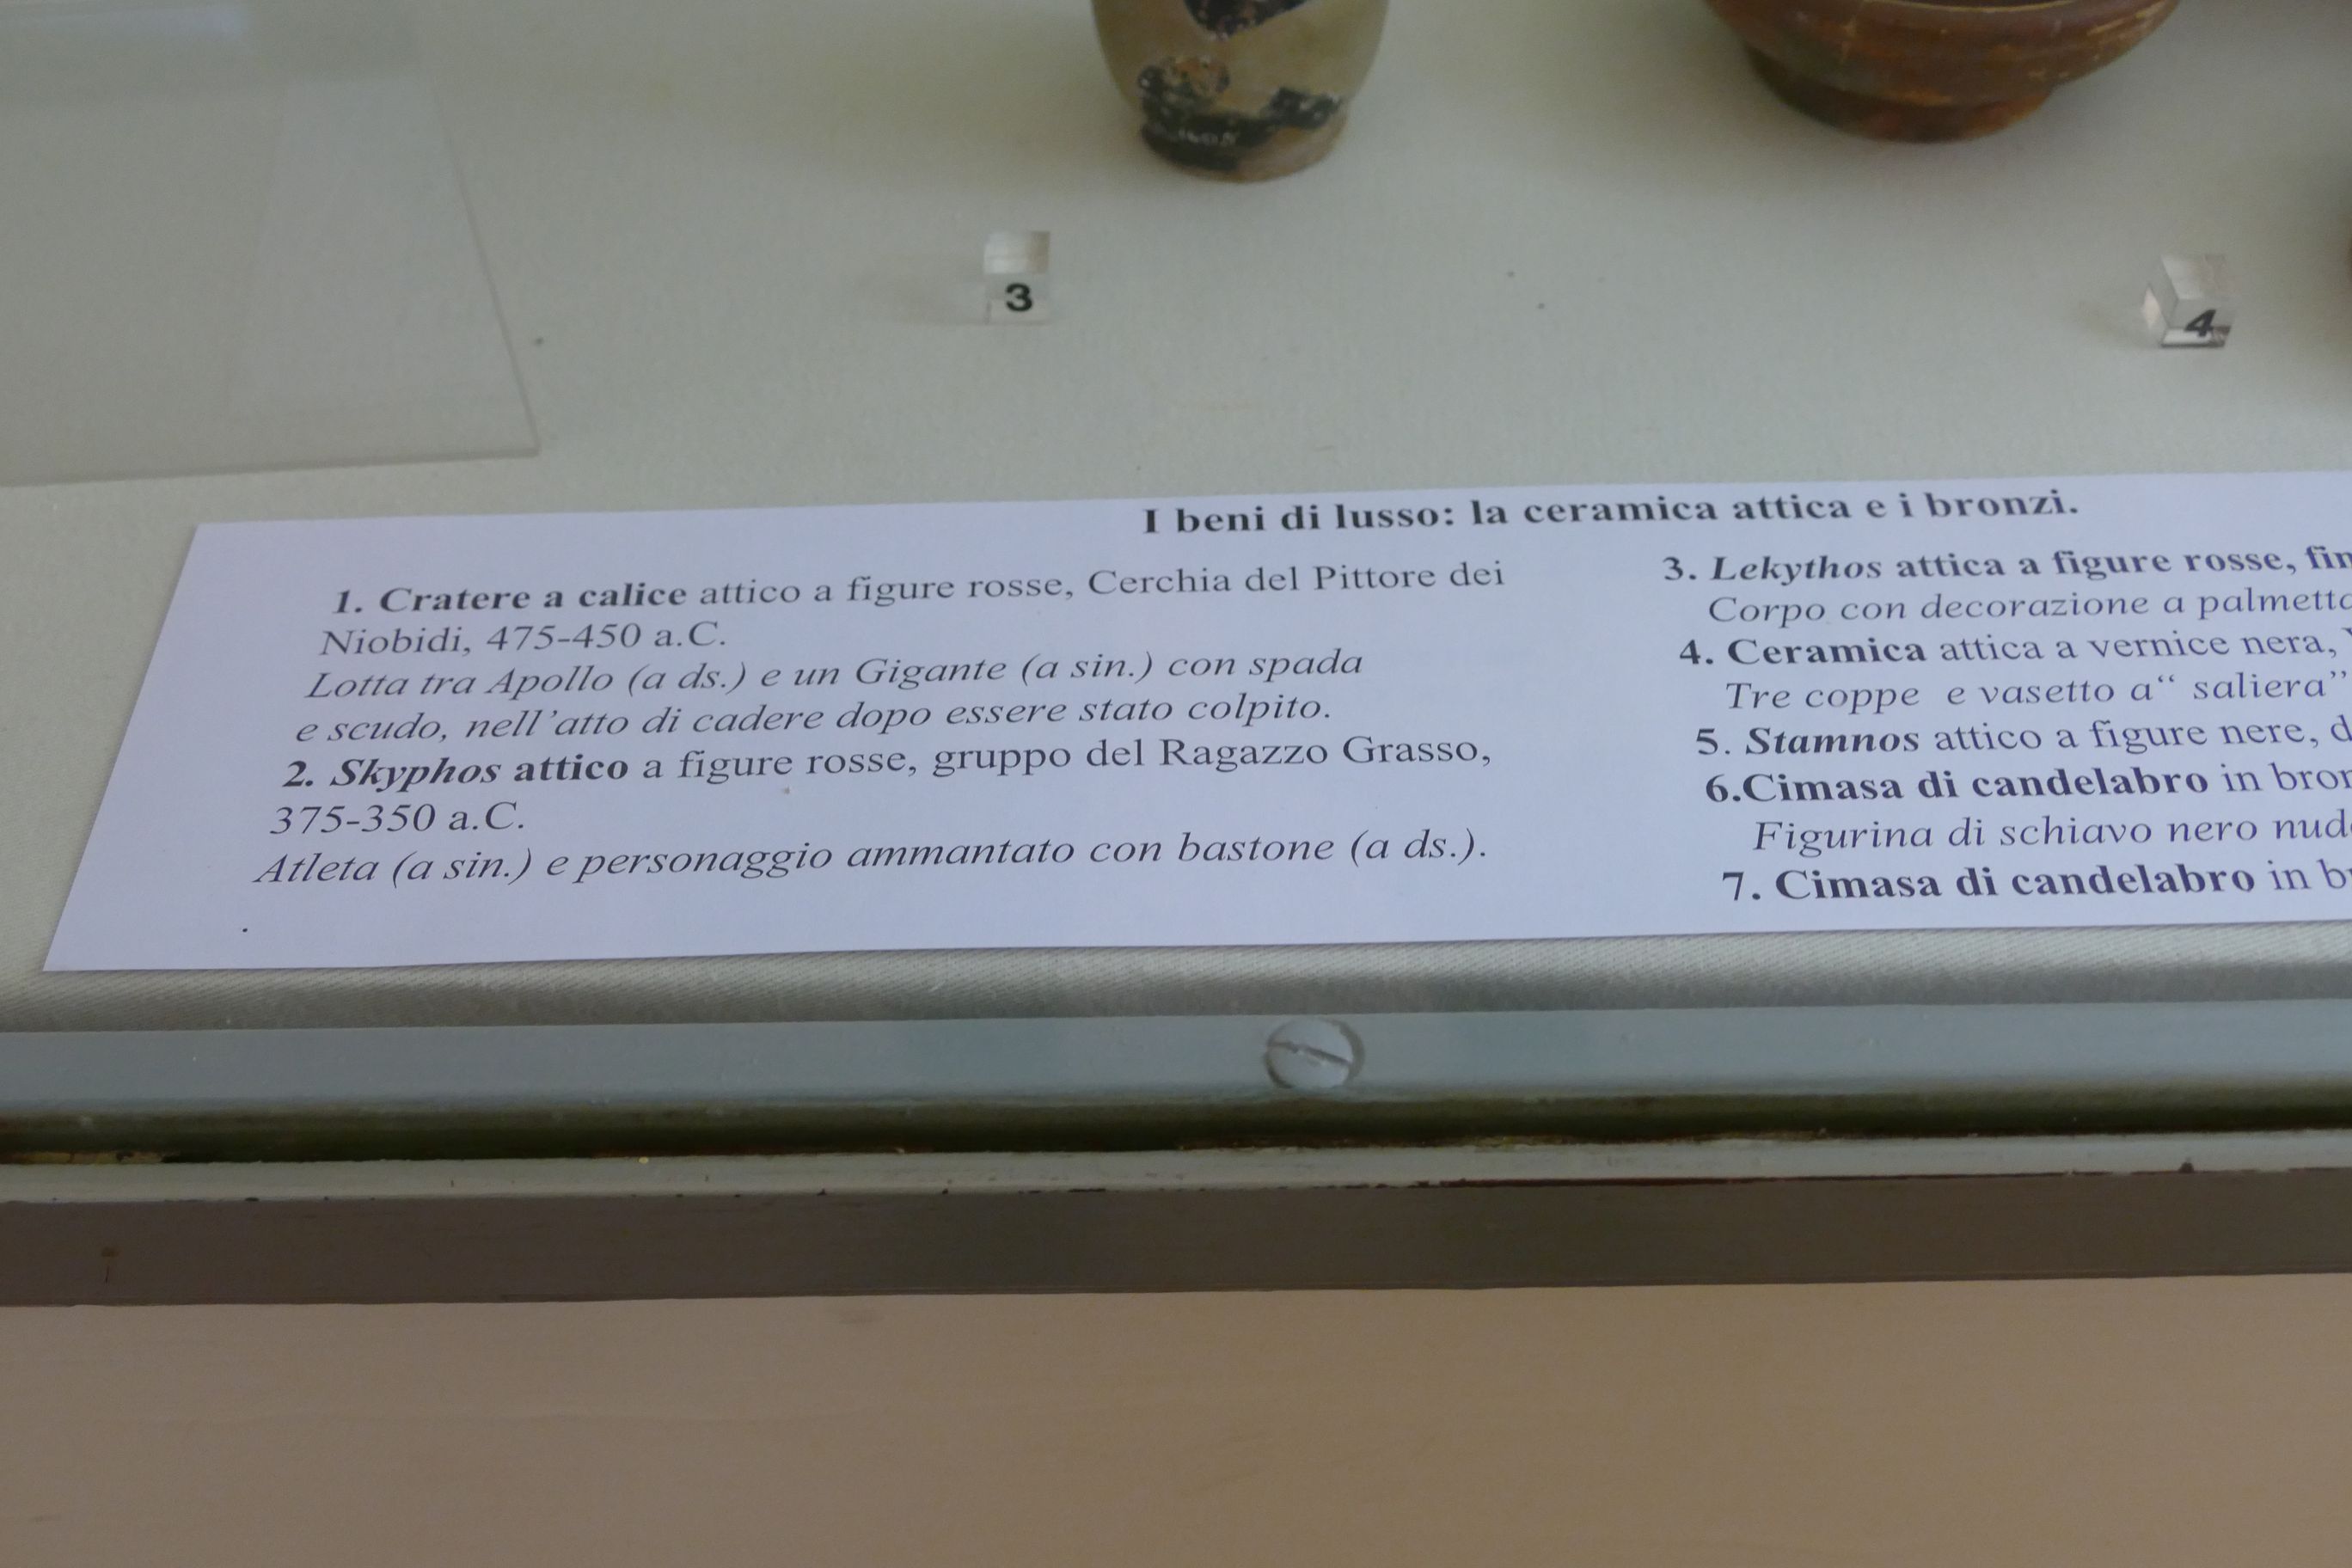 3
4
I beni di lusso: la ceramica attica e i bronzi.
1. Cratere a calice attico a figure rosse, Cerchia del Pittore dei
Niobidi, 475-450 a.C.
Lotta tra Apollo (a ds.) e un Gigante (a sin.) con spada
e scudo, nell'atto di cadere dopo essere stato colpito.
2. Skyphos attico a figure rosse, gruppo del Ragazzo Grasso,
375-350 a.C.
Atleta (a sin.) e personaggio ammantato con bastone (a ds.).
.
3. Lekythos attica a figure rosse,
Corpo con decorazione a
4. Ceramica attica a vernice nera,
Tre coppe e vasetto a“ saliera”
5. Stamnos attico a figure nere,
6.Cimasa di candelabro in
Figurina di schiavo nero
7. Cimasa di candelabro in